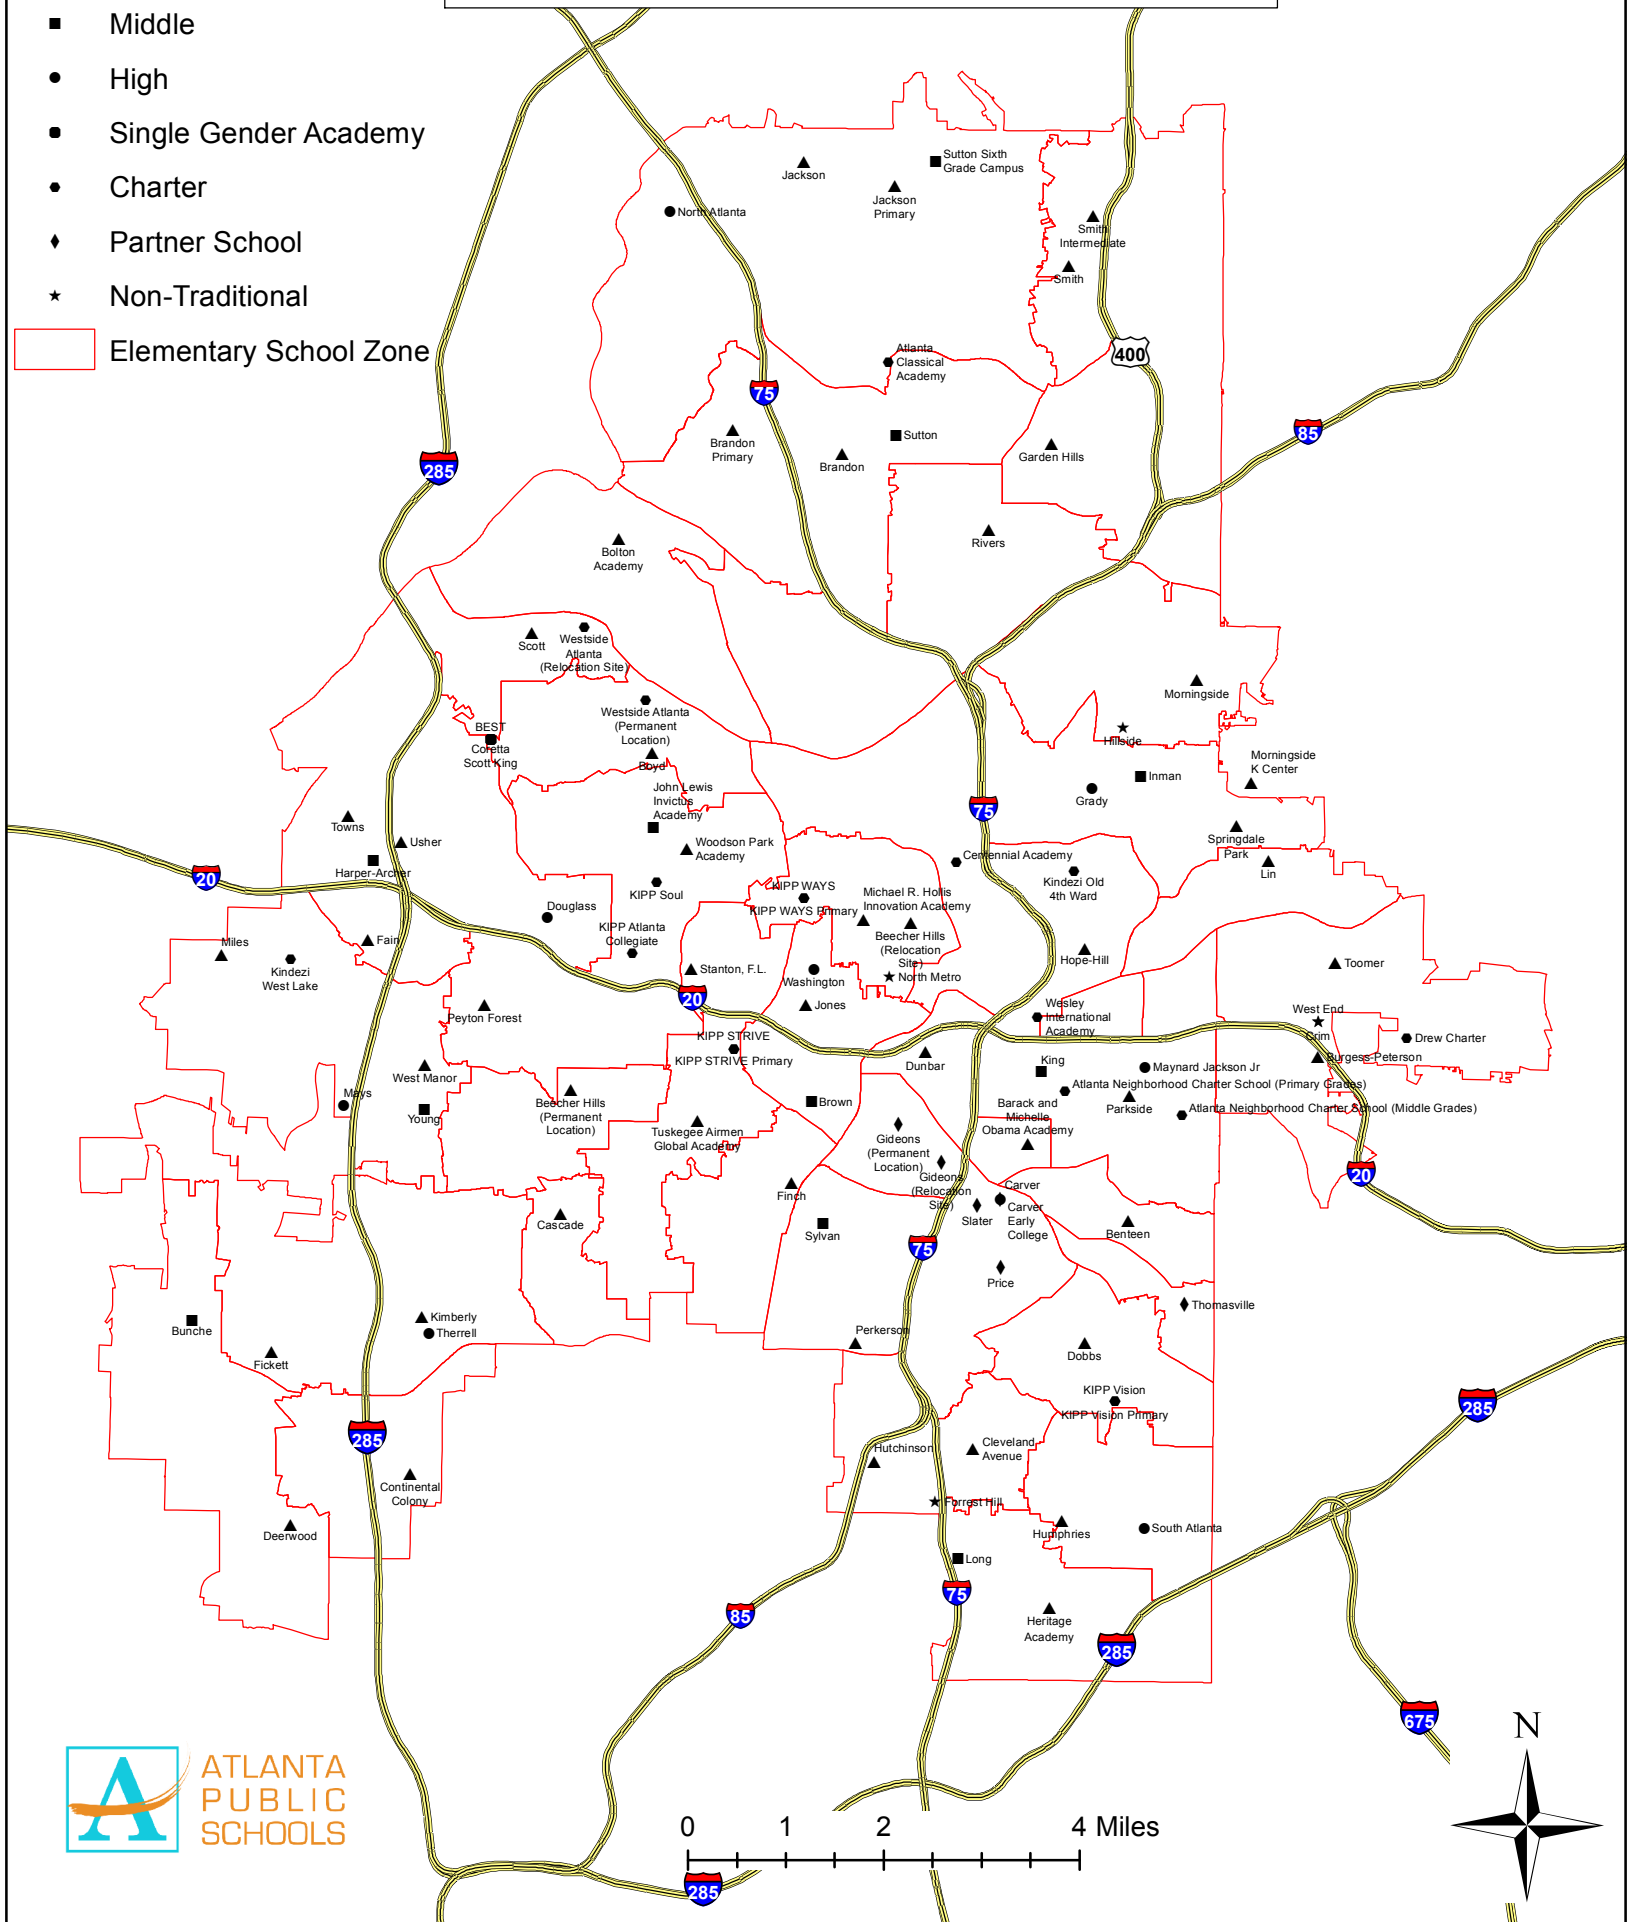 Middle
High
Single Gender Academy
Charter
Partner School
Non-Traditional
Elementary School Zone
Jackson
Sutton Sixth
Grade Campus
Jackson
Primary
North Atlanta
Smith
Intermediate
Smith
400
Atlanta
Classical
Academy
75
85
285
Brandon
Primary
Sutton
Brandon
Garden Hills
Rivers
Bolton
Academy
Scott
Westside
Atlanta
(Relocation Site)
Morningside
Westside Atlanta
(Permanent
Location)
BEST
Coretta
Scott King
Hillside
Boyd
Morningside
K Center
Inman
John Lewis
Invictus
Academy
Grady
75
Towns
Usher
Springdale
Park
Woodson Park
Academy
Centennial Academy
Lin
Harper-Archer
20
Kindezi Old
4th Ward
KIPP Soul
KIPP WAYS
KIPP WAYS Primary
Michael R. Hollis
Innovation Academy
Douglass
KIPP Atlanta
Collegiate
Beecher Hills
(Relocation
Site)
Miles
Fain
Kindezi
West Lake
Hope-Hill
Toomer
Stanton, F.L.
Washington
North Metro
20
Jones
Peyton Forest
Wesley
International
Academy
West End
Crim
KIPP STRIVE
KIPP STRIVE Primary
Drew Charter
Dunbar
King
Burgess-Peterson
Maynard Jackson Jr
West Manor
Atlanta Neighborhood Charter School (Primary Grades)
Mays
Young
Beecher Hills
(Permanent
Location)
Brown
Barack and
Michelle
Obama Academy
Parkside
Atlanta Neighborhood Charter School (Middle Grades)
Tuskegee Airmen
Global Academy
Gideons
(Permanent
Location)
20
Gideons
(Relocation
Site)
Finch
Carver
Carver
Early
College
Slater
Cascade
Sylvan
Benteen
75
Price
Thomasville
Bunche
Kimberly
Therrell
Perkerson
Fickett
Dobbs
KIPP Vision
KIPP Vision Primary
285
285
Hutchinson
Cleveland
Avenue
Continental
Colony
Forrest Hill
Deerwood
Humphries
South Atlanta
Long
75
85
Heritage
Academy
285
675
N
ATLANTA
PUBLIC
SCHOOLS
0 1 2 4 Miles
285